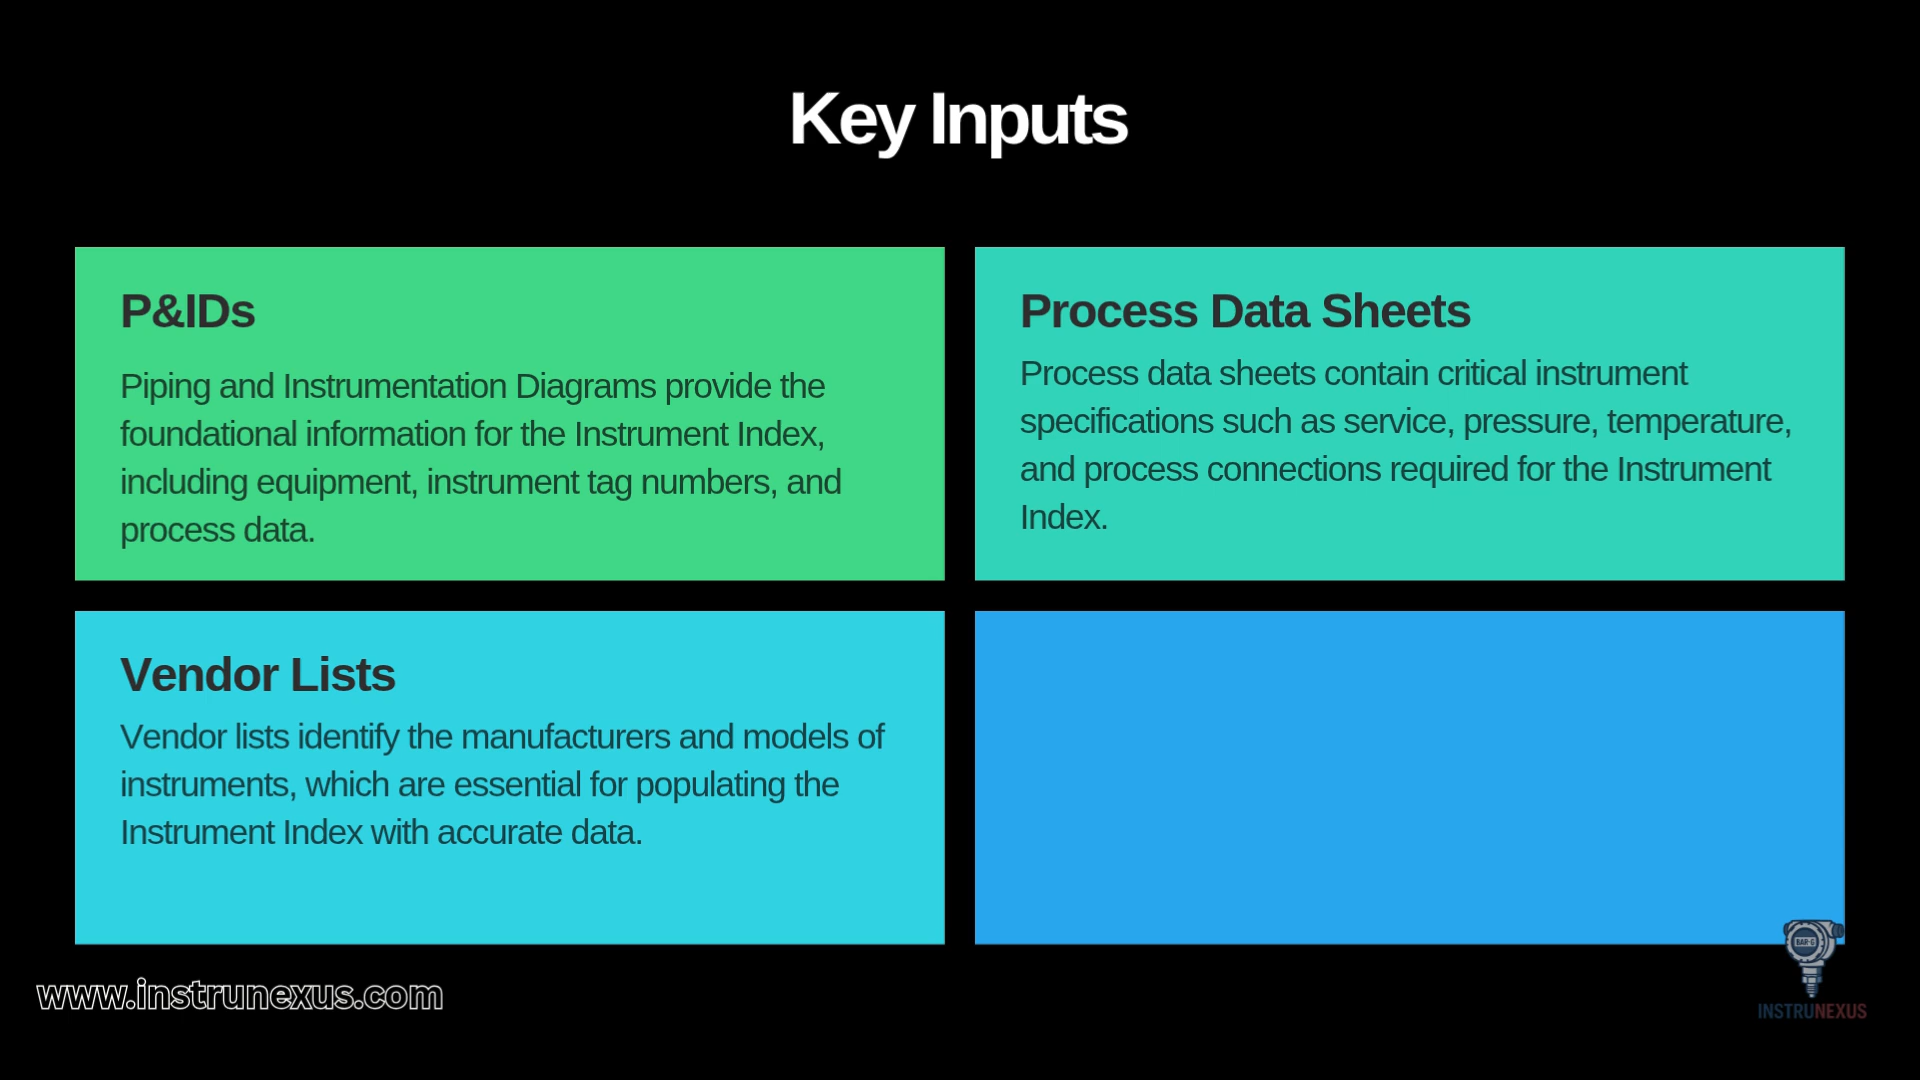 Key Inputs
P&IDs
Piping and Instrumentation Diagrams provide the
foundational information for the Instrument Index,
including equipment, instrument tag numbers, and
process data.
Process Data Sheets
Process data sheets contain critical instrument
specifications such as service, pressure, temperature,
and process connections required for the Instrument
Index.
Vendor Lists
Vendor lists identify the manufacturers and models of
instruments, which are essential for populating the
Instrument Index with accurate data.
www.instrunexus.com
BAR-G
INSTRUNEXUS